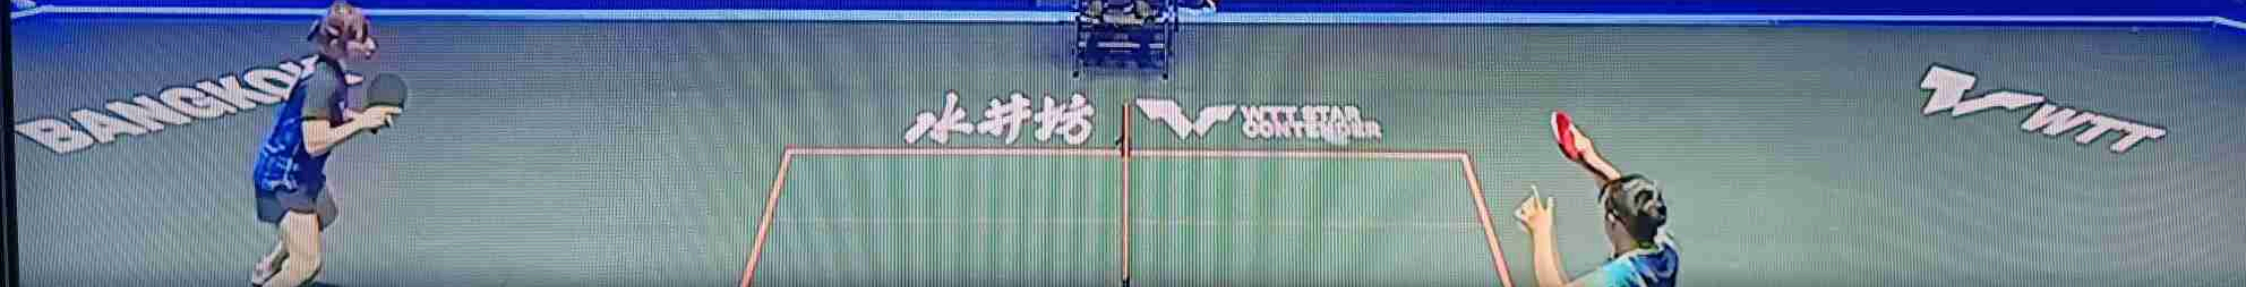 BANGKOK
水井坊
WTT STAR
CONTENDER
WTT